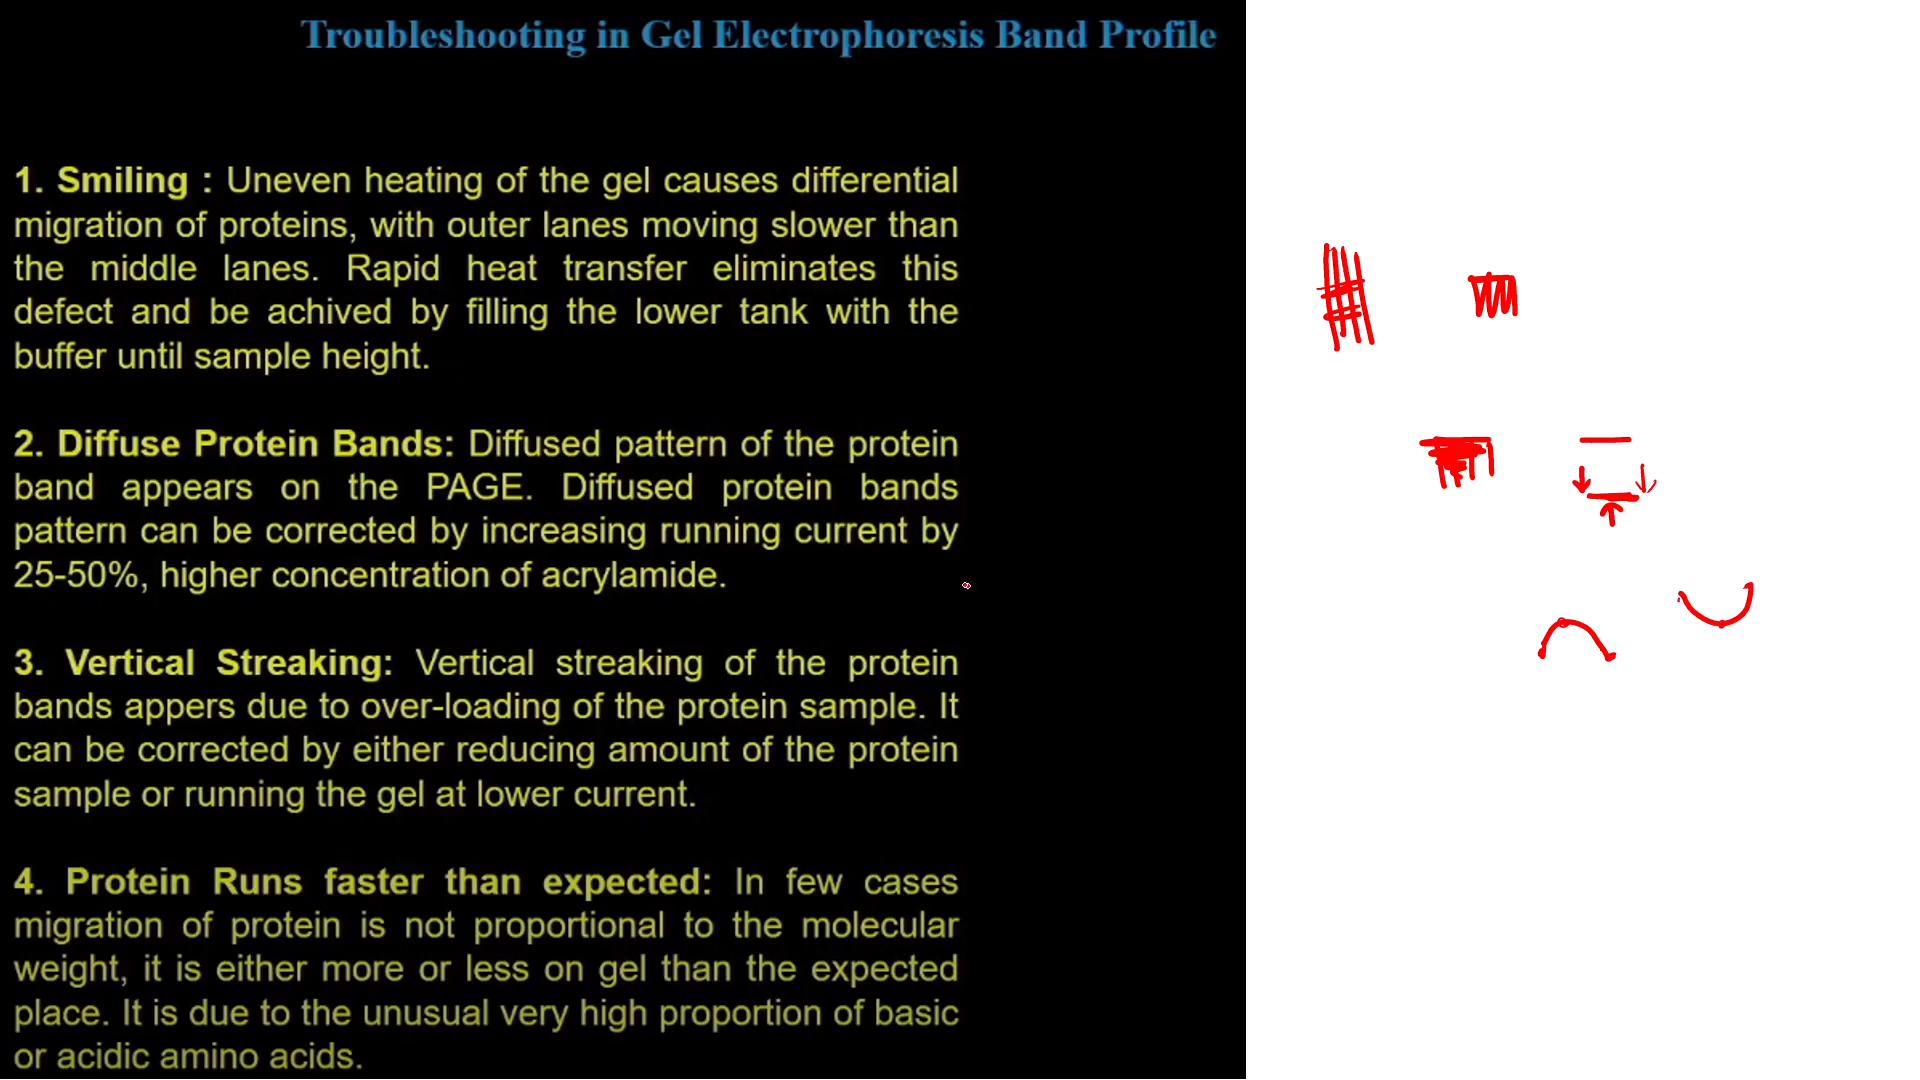 Troubleshooting in Gel Electrophoresis Band Profile
1. Smiling : Uneven heating of the gel causes differential
migration of proteins, with outer lanes moving slower than
the middle lanes. Rapid heat transfer eliminates this
defect and be achived by filling the lower tank with the
buffer until sample height.
2. Diffuse Protein Bands: Diffused pattern of the protein
band appears on the PAGE. Diffused protein bands
pattern can be corrected by increasing running current by
25-50%, higher concentration of acrylamide.
3. Vertical Streaking: Vertical streaking of the protein
bands appers due to over-loading of the protein sample. It
can be corrected by either reducing amount of the protein
sample or running the gel at lower current.
4. Protein Runs faster than expected: In few cases
migration of protein is not proportional to the molecular
weight, it is either more or less on gel than the expected
place. It is due to the unusual very high proportion of basic
or acidic amino acids.